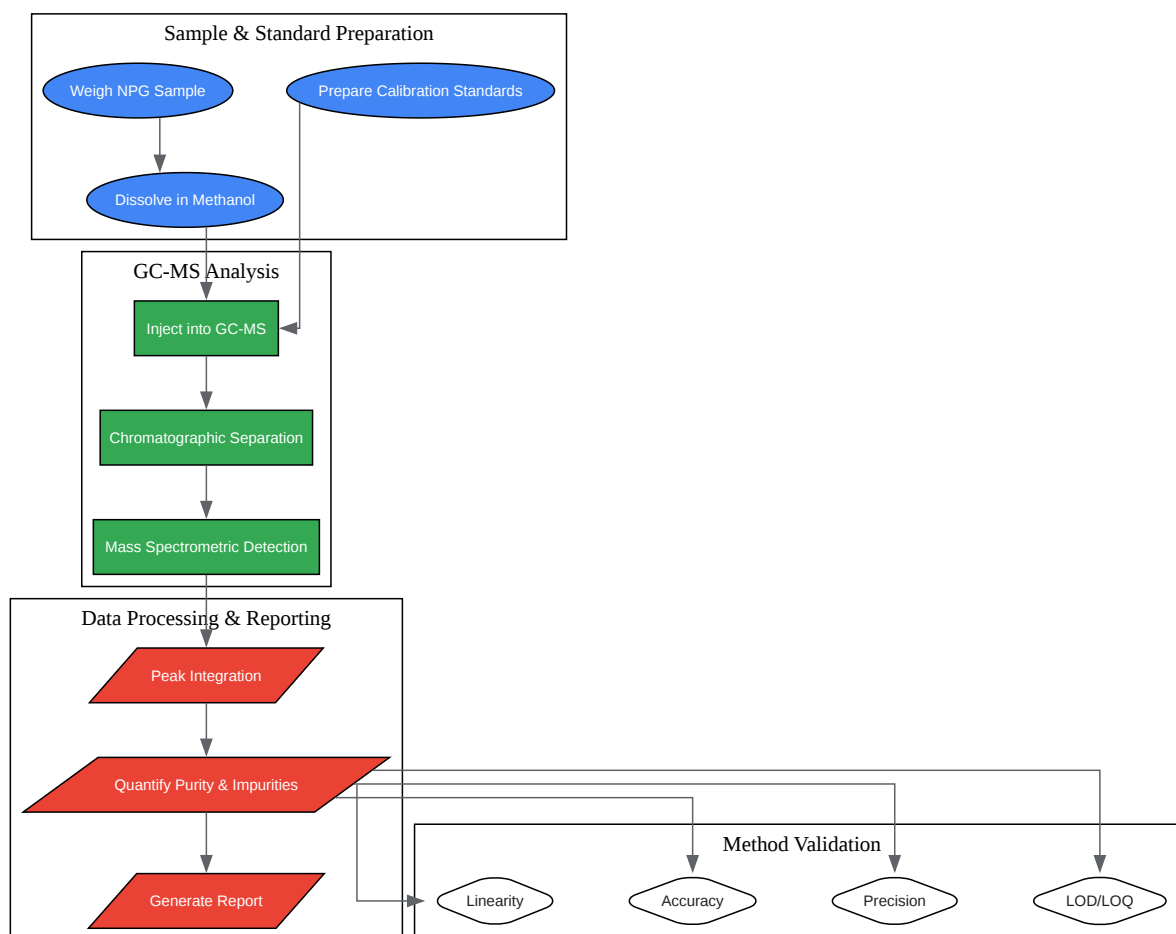 Sample & Standard Preparation
Weigh NPG Sample
Prepare Calibration Standards
Dissolve in Methanol
GC-MS Analysis
Inject into GC-MS
Chromatographic Separation
Mass Spectrometric Detection
Data Processing & Reporting
Peak Integration
Quantify Purity & Impurities
Method Validation
Generate Report
Linearity
Accuracy
Precision
LOD/LOQ